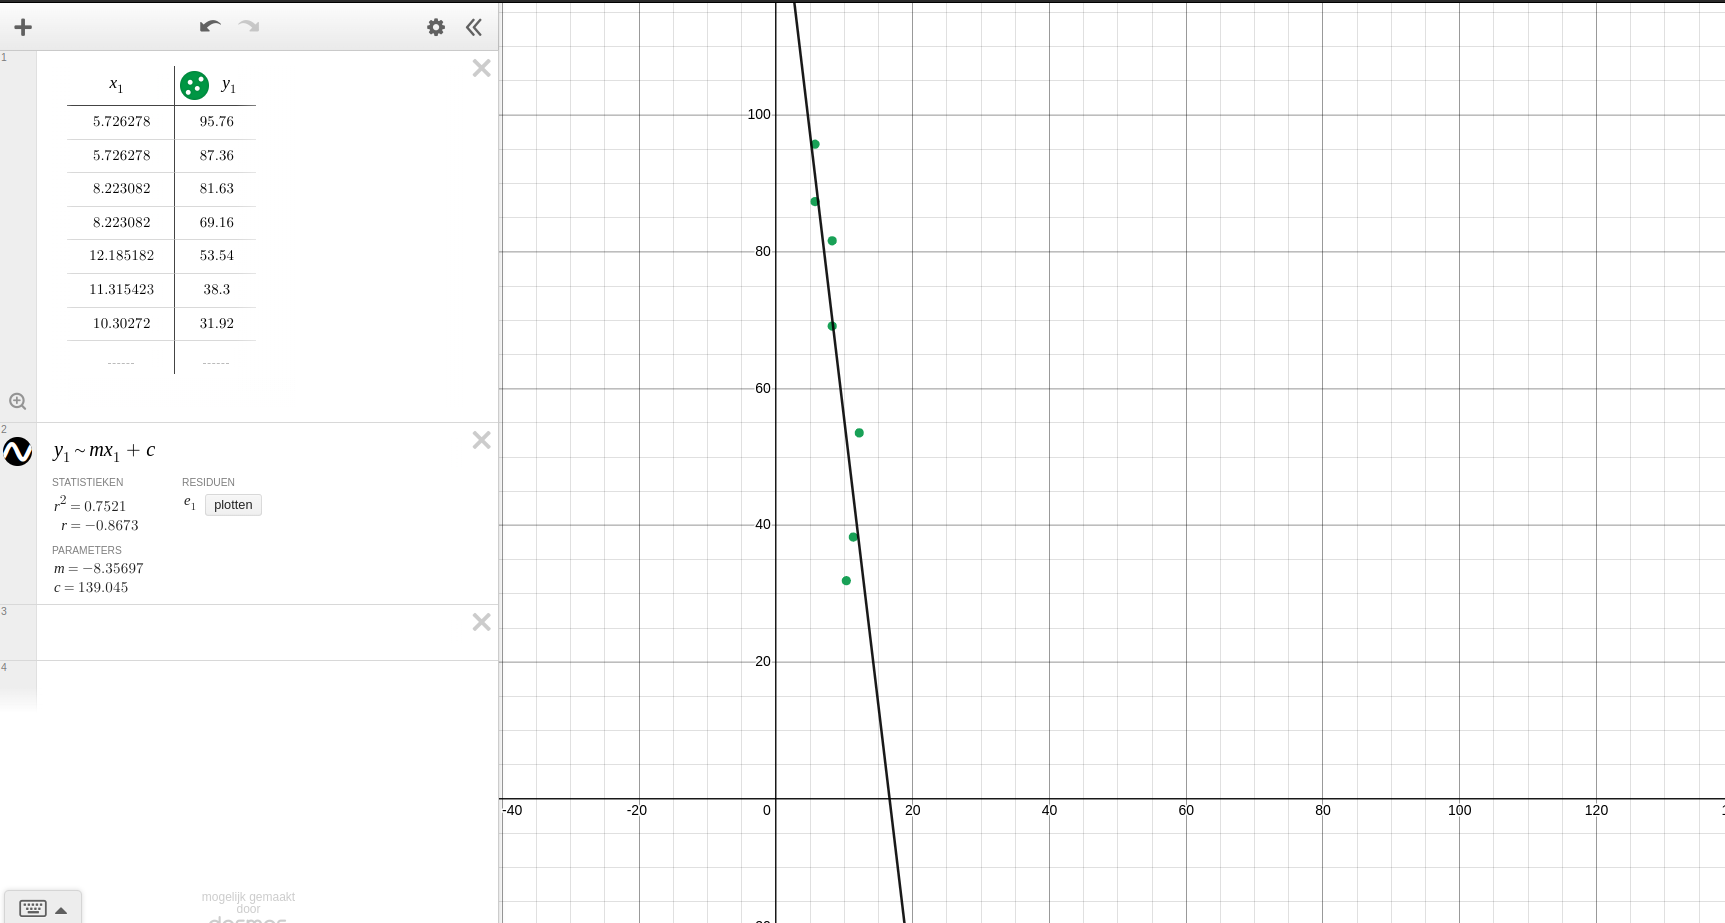 1
x₁ y₁
5.726278 95.76
5.726278 87.36
8.223082 81.63
8.223082 69.16
12.185182 53.54
11.315423 38.3
10.30272 31.92
2
y₁ ~ mx₁ + c
STATISTIEKEN RESIDUEN
r² = 0.7521 e₁ plotten
r = −0.8673
PARAMETERS
m = −8.35697
c = 139.045
3
4
mogelijk gemaakt
door
desmos
100
80
60
40
20
-40 -20 0 20 40 60 80 100 120